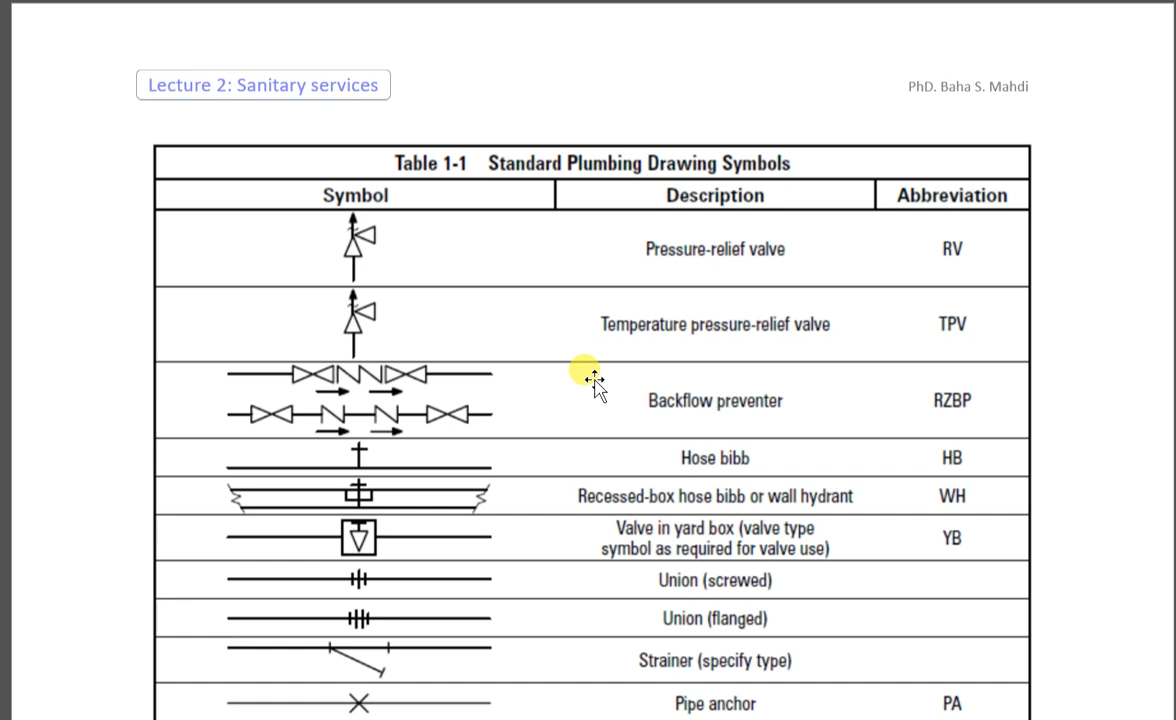 Lecture 2: Sanitary services
PhD. Baha S. Mahdi
Table 1-1 Standard Plumbing Drawing Symbols
Symbol Description Abbreviation
Pressure-relief valve RV
Temperature pressure-relief valve TPV
Backflow preventer RZBP
Hose bibb HB
Recessed-box hose bibb or wall hydrant WH
Valve in yard box (valve type
symbol as required for valve use) YB
Union (screwed)
Union (flanged)
Strainer (specify type)
Pipe anchor PA